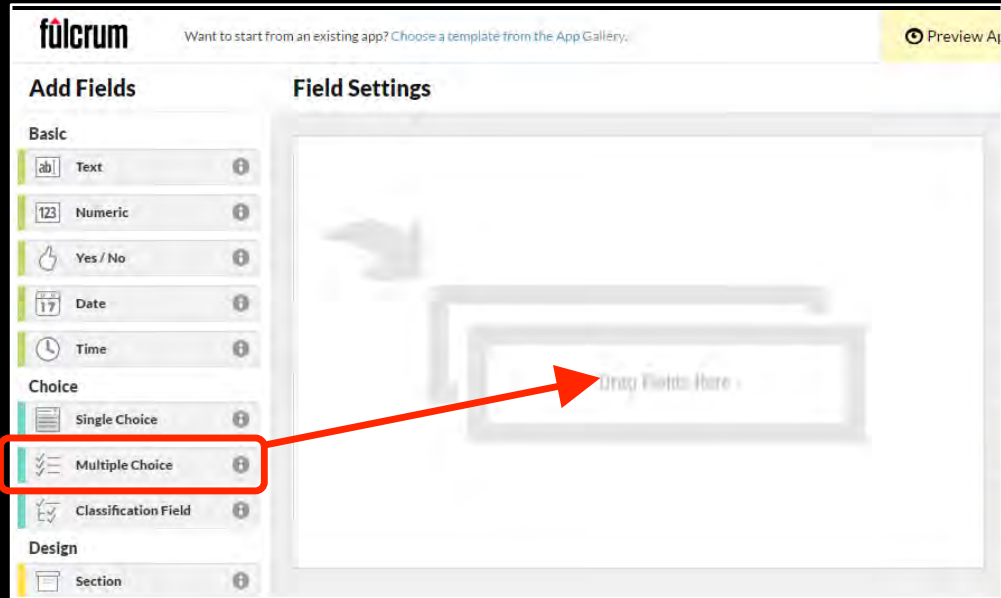 fulcrum
Want to start from an existing app? Choose a template from the App Gallery.
Preview Ap
Add Fields
Field Settings
Basic
ab Text
123 Numeric
Yes / No
17 Date
Time
Choice
Single Choice
Multiple Choice
Classification Field
Design
Section
Drag Fields Here